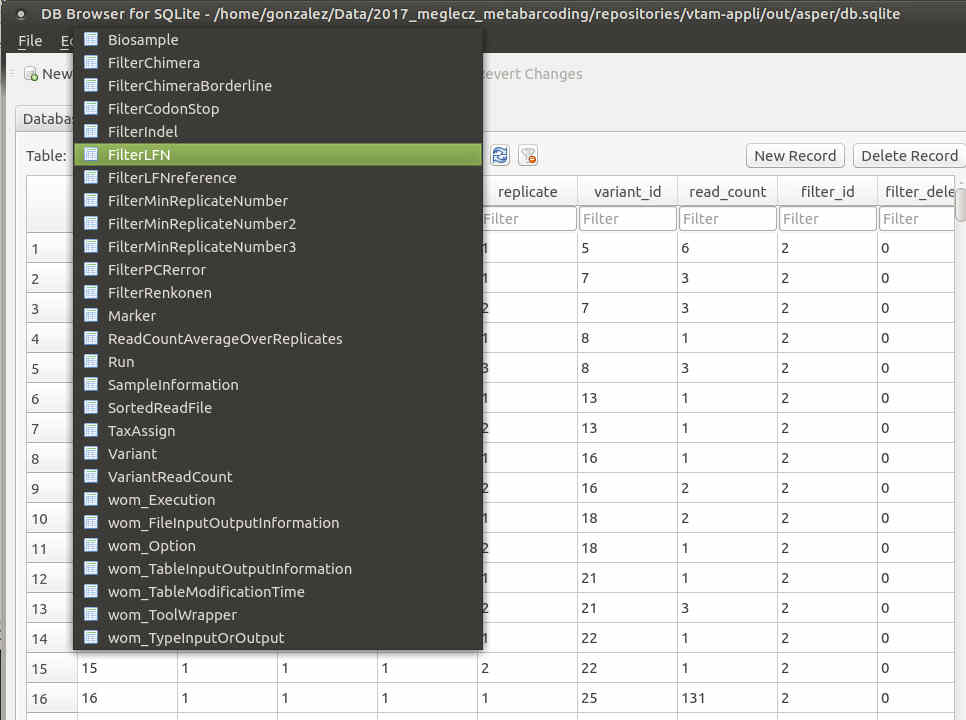 DB Browser for SQLite - /home/gonzalez/Data/2017_meglecz_metabarcoding/repositories/vtam-appli/out/asper/db.sqlite
File
New
evert Changes
Table:
New Record Delete Record
Biosample
FilterChimera
FilterChimeraBorderline
FilterCodonStop
FilterIndel
FilterLFN
FilterLFNreference
FilterMinReplicateNumber
FilterMinReplicateNumber2
FilterMinReplicateNumber3
FilterPCRerror
FilterRenkonen
Marker
ReadCountAverageOverReplicates
Run
SampleInformation
SortedReadFile
TaxAssign
Variant
VariantReadCount
wom_Execution
wom_FileInputOutputInformation
wom_Option
wom_TableInputOutputInformation
wom_TableModificationTime
wom_ToolWrapper
wom_TypeInputOrOutput
replicate variant_id read_count filter_id filter_dele
Filter Filter Filter Filter Filter
1 1 5 6 2 0
2 1 7 3 2 0
3 2 7 3 2 0
4 1 8 1 2 0
5 3 8 3 2 0
6 1 13 1 2 0
7 2 13 1 2 0
8 1 16 1 2 0
9 2 16 2 2 0
10 1 18 2 2 0
11 2 18 1 2 0
12 1 21 1 2 0
13 2 21 3 2 0
14 1 22 1 2 0
15 15 1 1 1 2 22 1 2 0
16 16 1 1 1 1 25 131 2 0